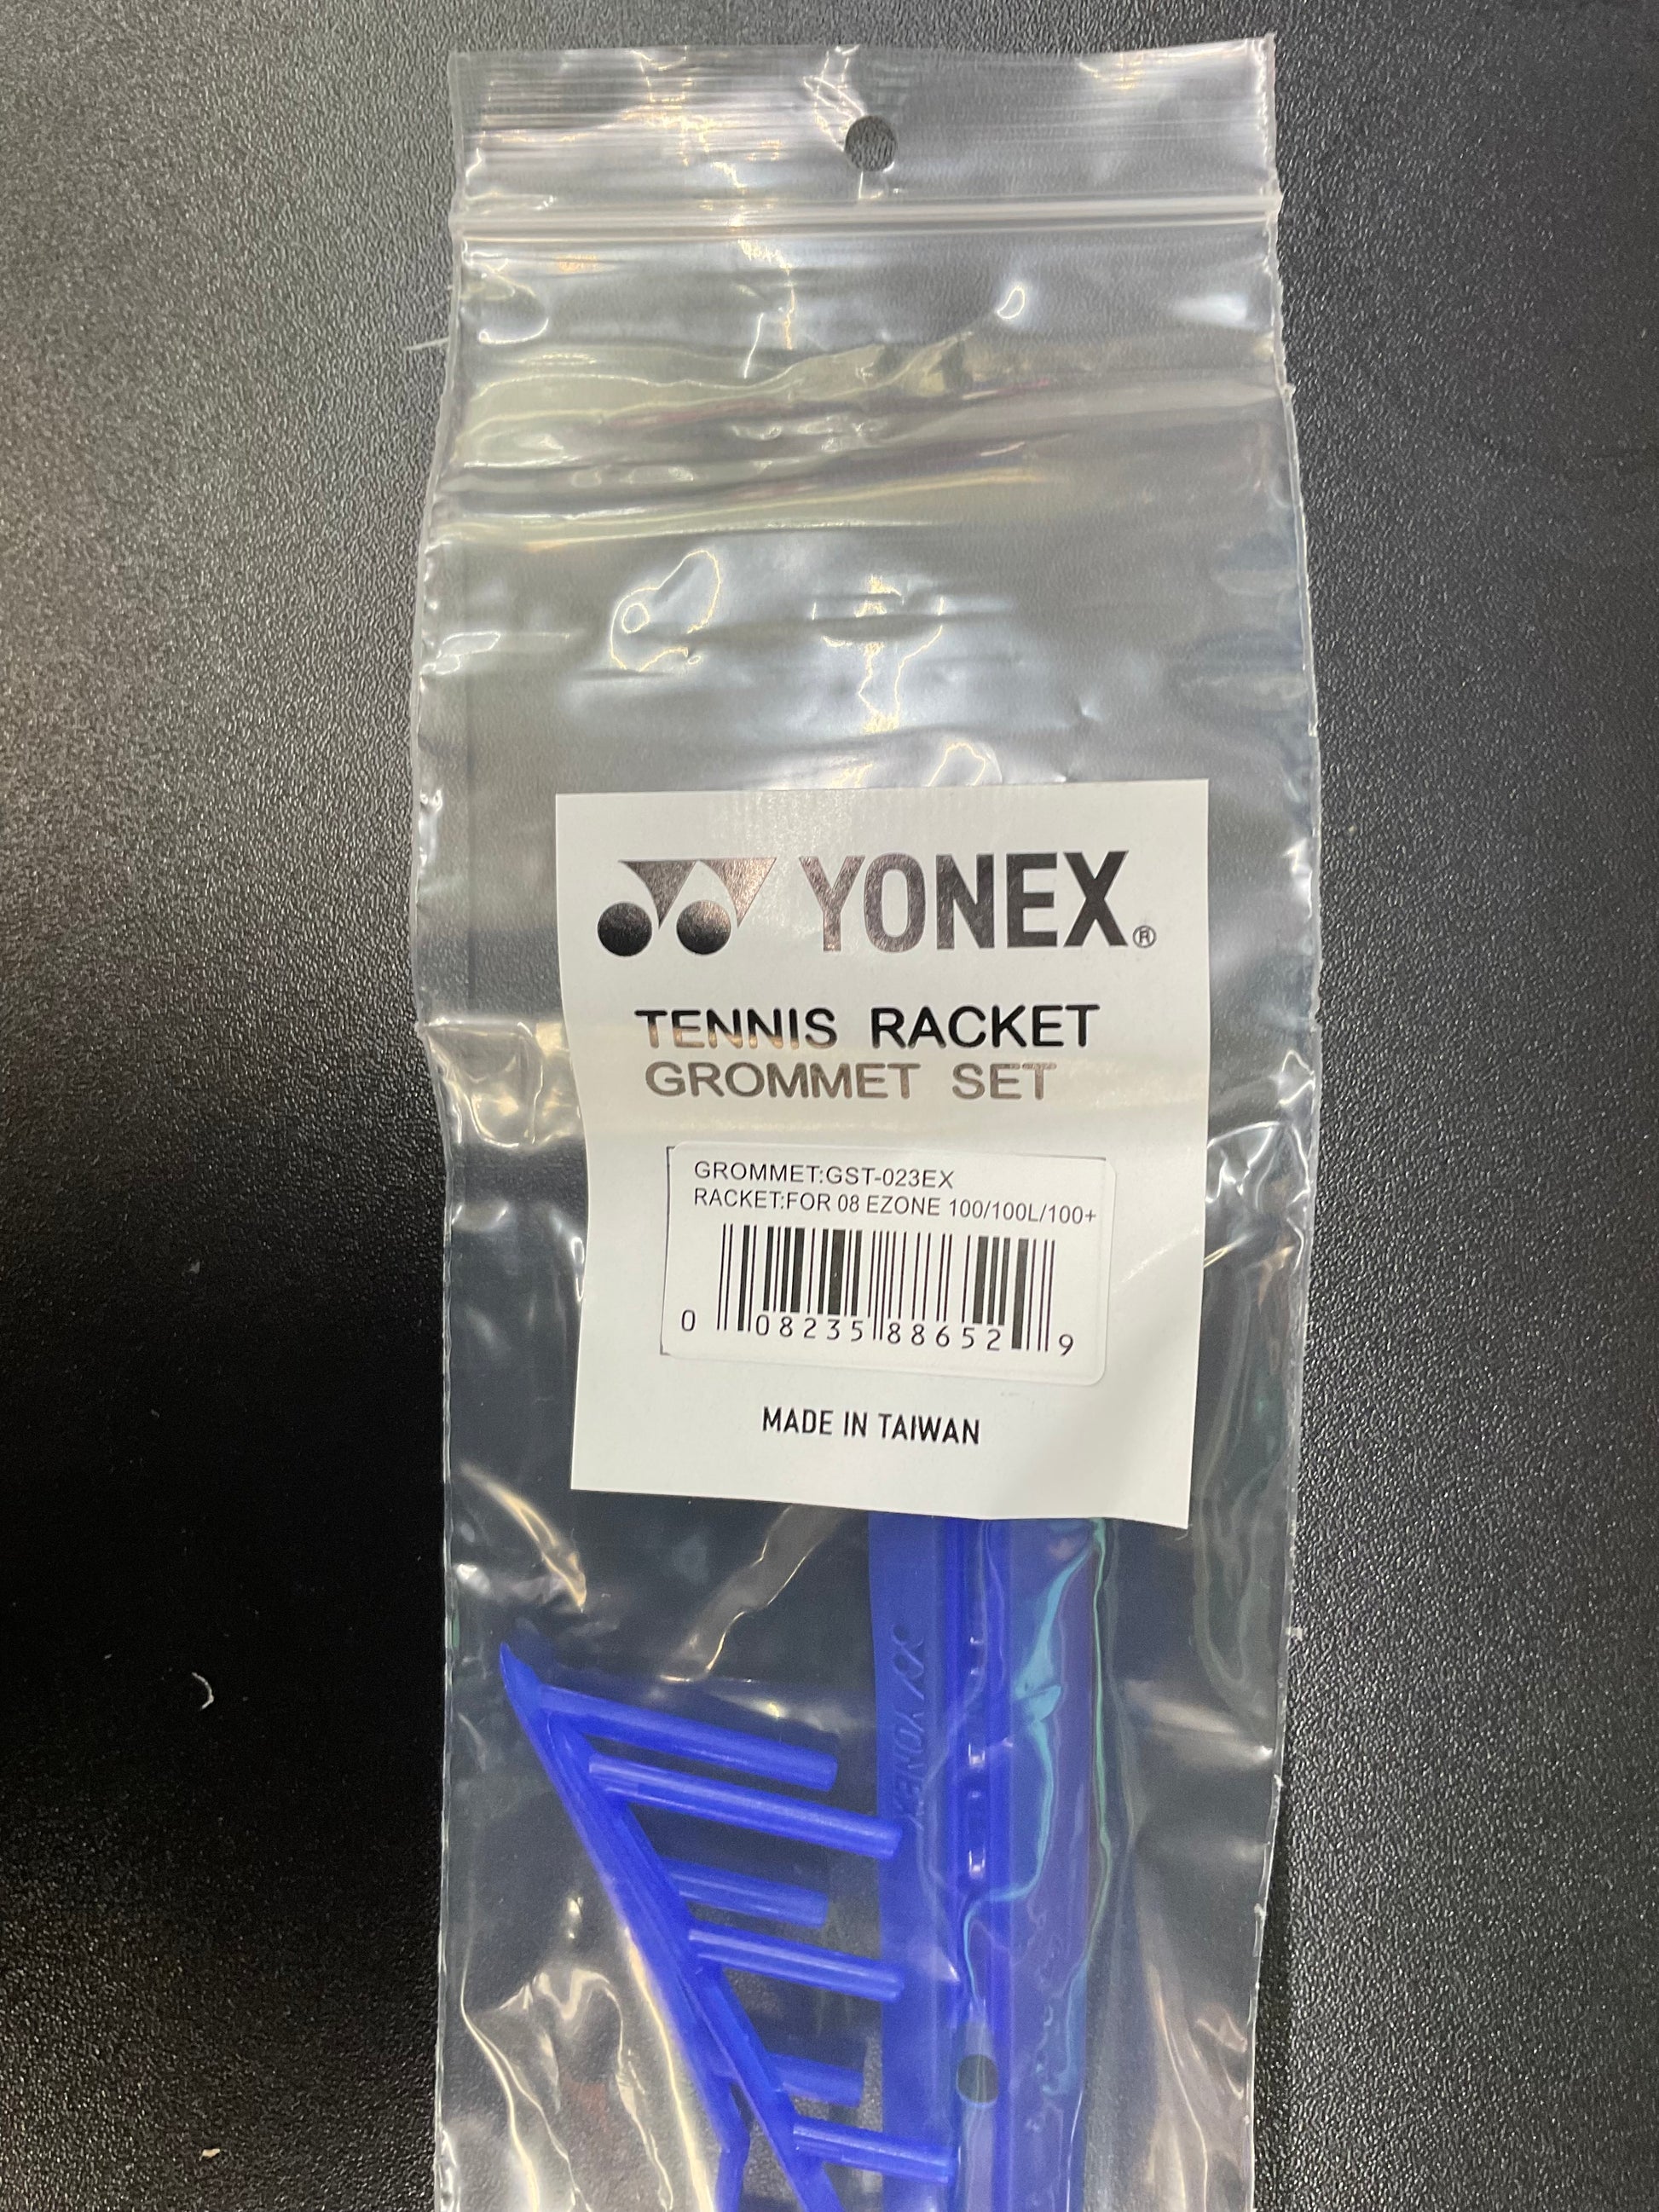 YONEX®
TENNIS RACKET
GROMMET SET
GROMMET:GST-023EX
RACKET:FOR 08 EZONE 100/100L/100+
0 08235 88652 9
MADE IN TAIWAN
YONEX